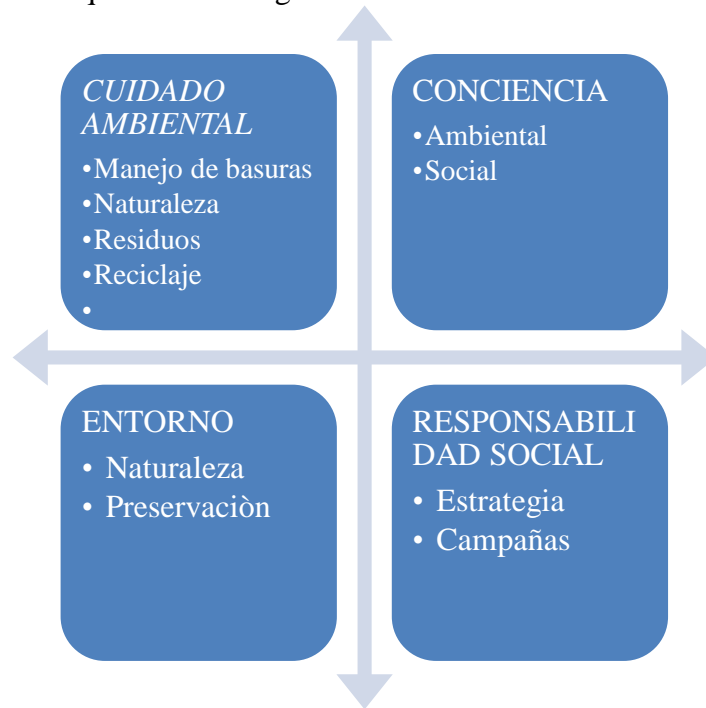 CUIDADO
AMBIENTAL
•Manejo de basuras
•Naturaleza
•Residuos
•Reciclaje
•
CONCIENCIA
•Ambiental
•Social
ENTORNO
• Naturaleza
• Preservaciòn
RESPONSABILI
DAD SOCIAL
• Estrategia
• Campañas